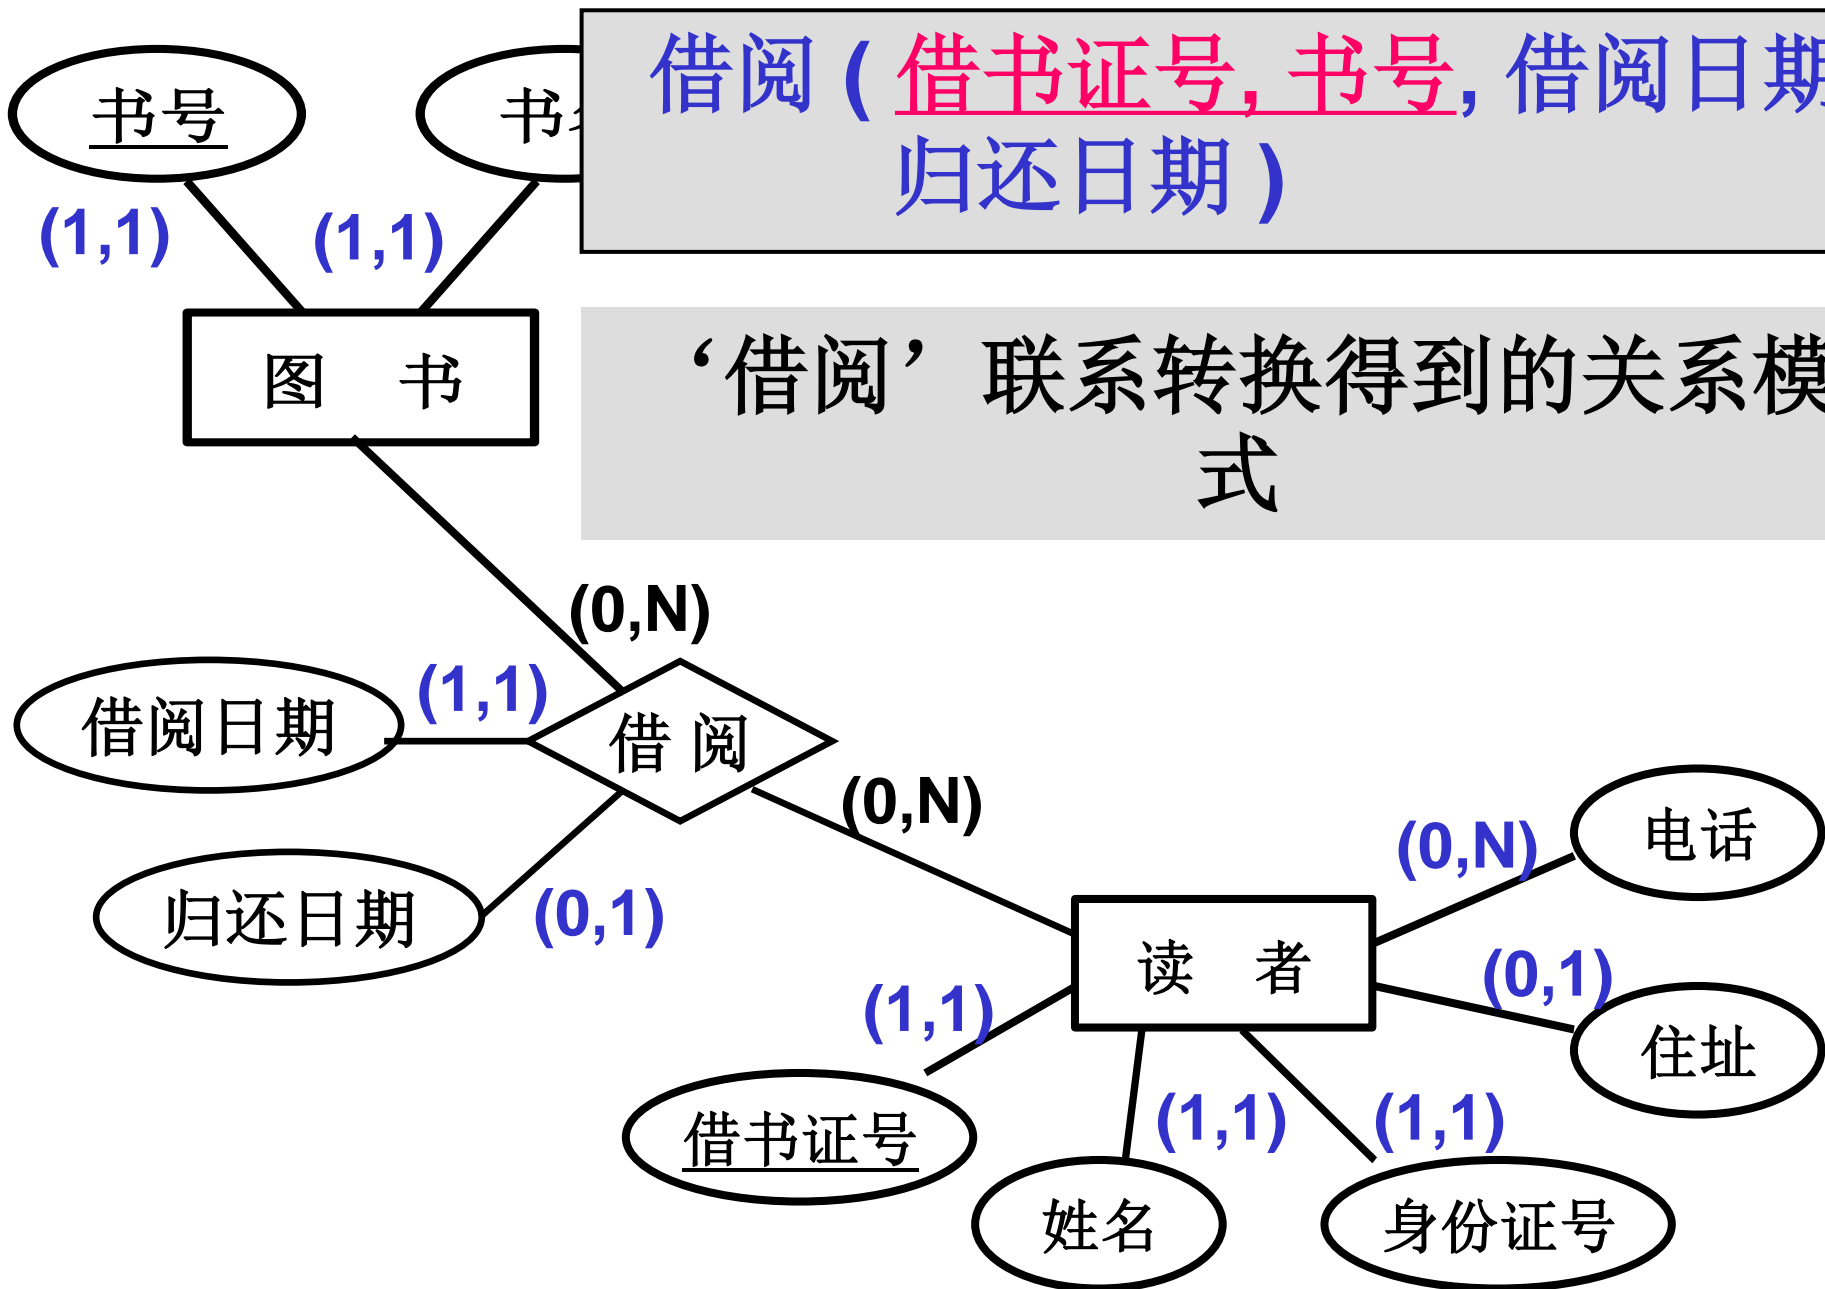 借阅 ( 借书证号, 书号, 借阅日期
归还日期 )
书号
书
(1,1)
(1,1)
图 书
‘借阅’联系转换得到的关系模
式
(0,N)
(1,1)
借阅日期
借 阅
(0,N)
归还日期
(0,1)
电话
(0,N)
读 者
(0,1)
住址
(1,1)
借书证号
(1,1)
(1,1)
姓名
身份证号